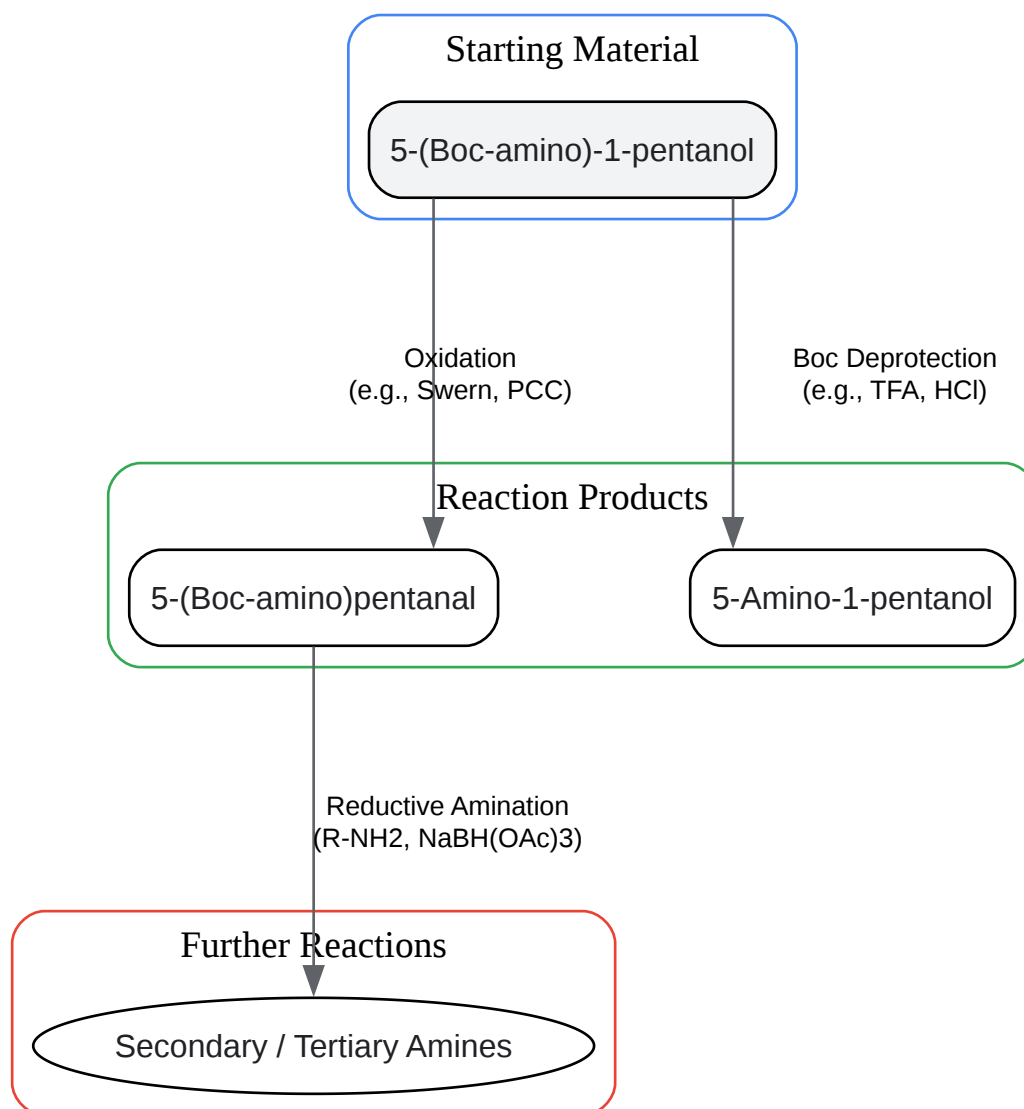 Starting Material
5-(Boc-amino)-1-pentanol
Oxidation
(e.g., Swern, PCC)
Boc Deprotection
(e.g., TFA, HCl)
Reaction Products
5-(Boc-amino)pentanal
5-Amino-1-pentanol
Reductive Amination
(R-NH2, NaBH(OAc)3)
Further Reactions
Secondary / Tertiary Amines